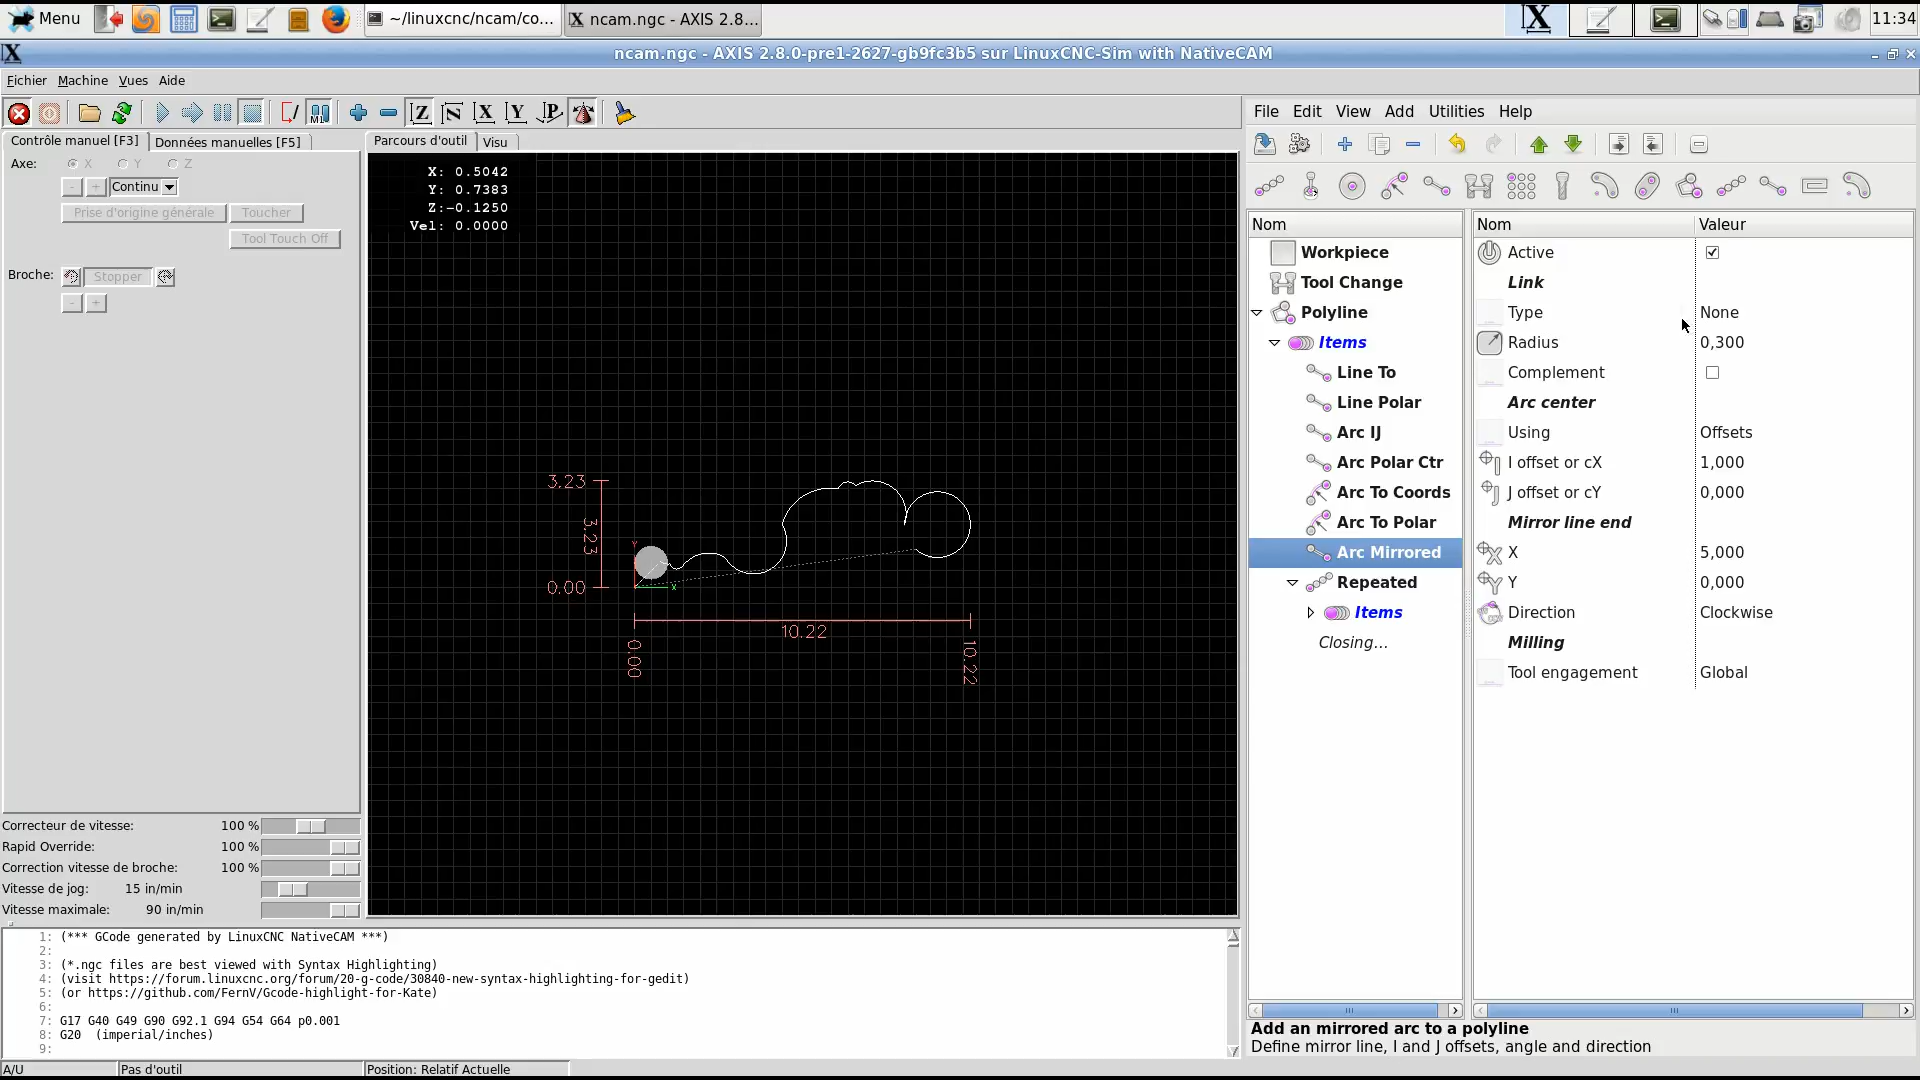 Menu
~/linuxcnc/ncam/co...
ncam.ngc - AXIS 2.8...
11:34
ncam.ngc - AXIS 2.8.0-pre1-2627-gb9fc3b5 sur LinuxCNC-Sim with NativeCAM
Fichier Machine Vues Aide
Contrôle manuel [F3]
Données manuelles [F5]
Axe: X Y Z
- + Continu
Prise d'origine générale Toucher
Tool Touch Off
Broche: Stopper
- +
Correcteur de vitesse: 100 %
Rapid Override: 100 %
Correction vitesse de broche: 100 %
Vitesse de jog: 15 in/min
Vitesse maximale: 90 in/min
Parcours d'outil Visu
X: 0.5042
Y: 0.7383
Z:-0.1250
Vel: 0.0000
3.23
3.23
0.00
Y
X
10.22
0.00
10.22
1: (*** GCode generated by LinuxCNC NativeCAM ***)
2:
3: (*.ngc files are best viewed with Syntax Highlighting)
4: (visit https://forum.linuxcnc.org/forum/20-g-code/30840-new-syntax-highlighting-for-gedit)
5: (or https://github.com/FernV/Gcode-highlight-for-Kate)
6:
7: G17 G40 G49 G90 G92.1 G94 G54 G64 p0.001
8: G20 (imperial/inches)
9:
A/U
Pas d'outil
Position: Relatif Actuelle
File Edit View Add Utilities Help
Nom
Workpiece
Tool Change
Polyline
Items
Line To
Line Polar
Arc IJ
Arc Polar Ctr
Arc To Coords
Arc To Polar
Arc Mirrored
Repeated
Items
Closing...
Nom Valeur
Active
Link
Type None
Radius 0,300
Complement
Arc center
Using Offsets
I offset or cX 1,000
J offset or cY 0,000
Mirror line end
X 5,000
Y 0,000
Direction Clockwise
Milling
Tool engagement Global
Add an mirrored arc to a polyline
Define mirror line, I and J offsets, angle and direction